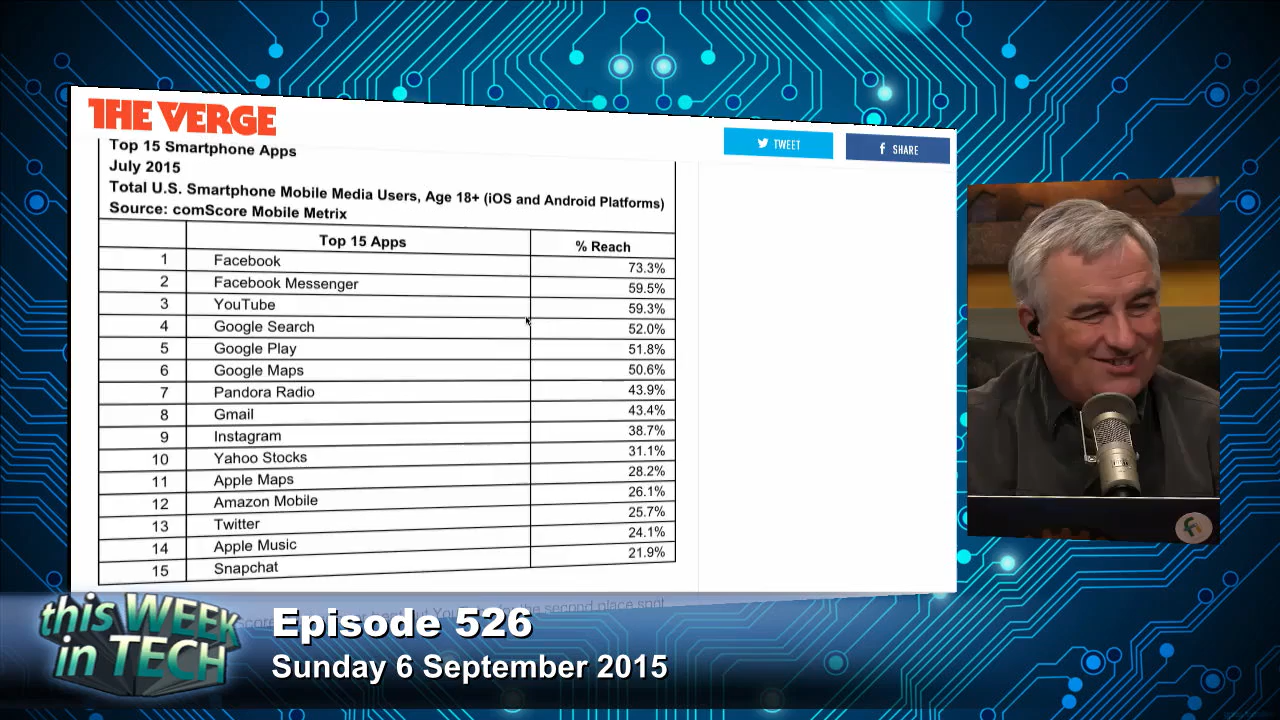 THE VERGE
TWEET
SHARE
Top 15 Smartphone Apps
July 2015
Total U.S. Smartphone Mobile Media Users, Age 18+ (iOS and Android Platforms)
Source: comScore Mobile Metrix
Top 15 Apps % Reach
1 Facebook 73.3%
2 Facebook Messenger 59.5%
3 YouTube 59.3%
4 Google Search 52.0%
5 Google Play 51.8%
6 Google Maps 50.6%
7 Pandora Radio 43.9%
8 Gmail 43.4%
9 Instagram 38.7%
10 Yahoo Stocks 31.1%
11 Apple Maps 28.2%
12 Amazon Mobile 26.1%
13 Twitter 25.7%
14 Apple Music 24.1%
15 Snapchat 21.9%
the second place spot
this WEEK
in TECH
Episode 526
Sunday 6 September 2015